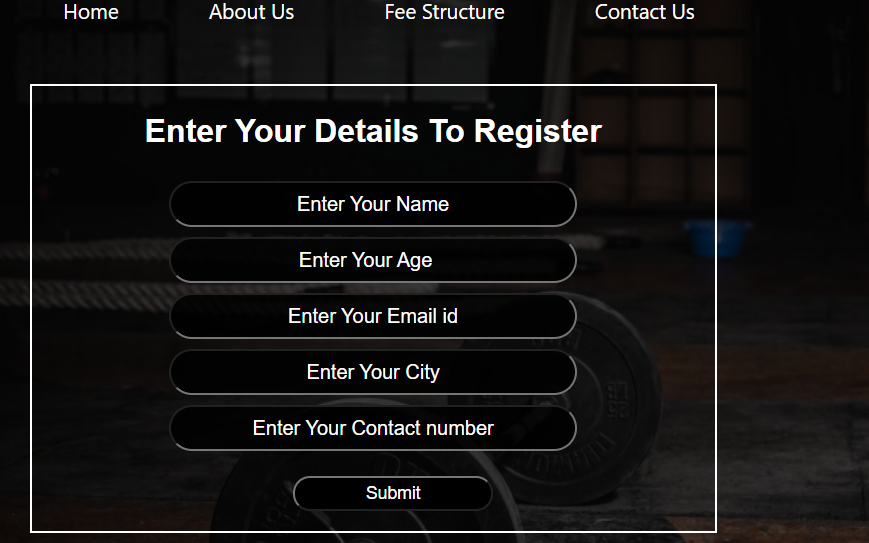 Home About Us Fee Structure Contact Us
Enter Your Details To Register
Enter Your Name
Enter Your Age
Enter Your Email id
Enter Your City
Enter Your Contact number
Submit